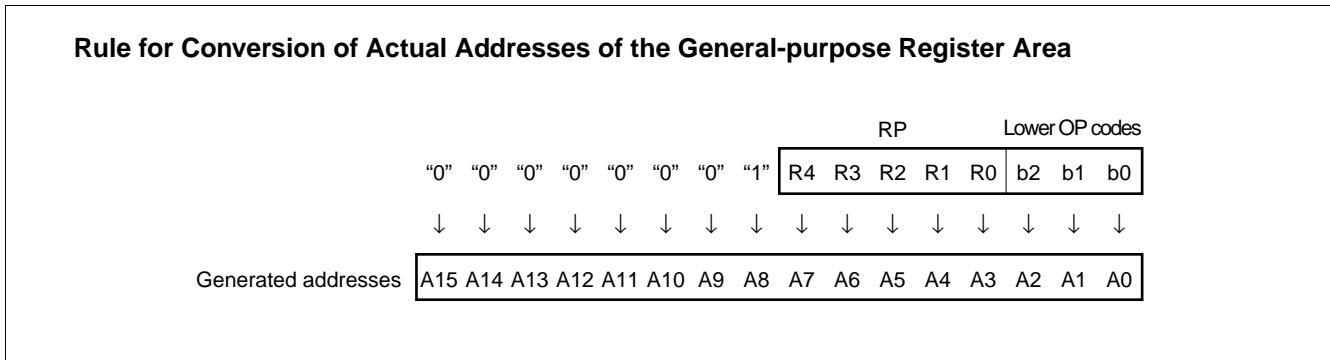 Rule for Conversion of Actual Addresses of the General-purpose Register Area
RP Lower OP codes
“0” “0” “0” “0” “0” “0” “0” “1” R4 R3 R2 R1 R0 b2 b1 b0
↓ ↓ ↓ ↓ ↓ ↓ ↓ ↓ ↓ ↓ ↓ ↓ ↓ ↓ ↓ ↓
Generated addresses A15 A14 A13 A12 A11 A10 A9 A8 A7 A6 A5 A4 A3 A2 A1 A0